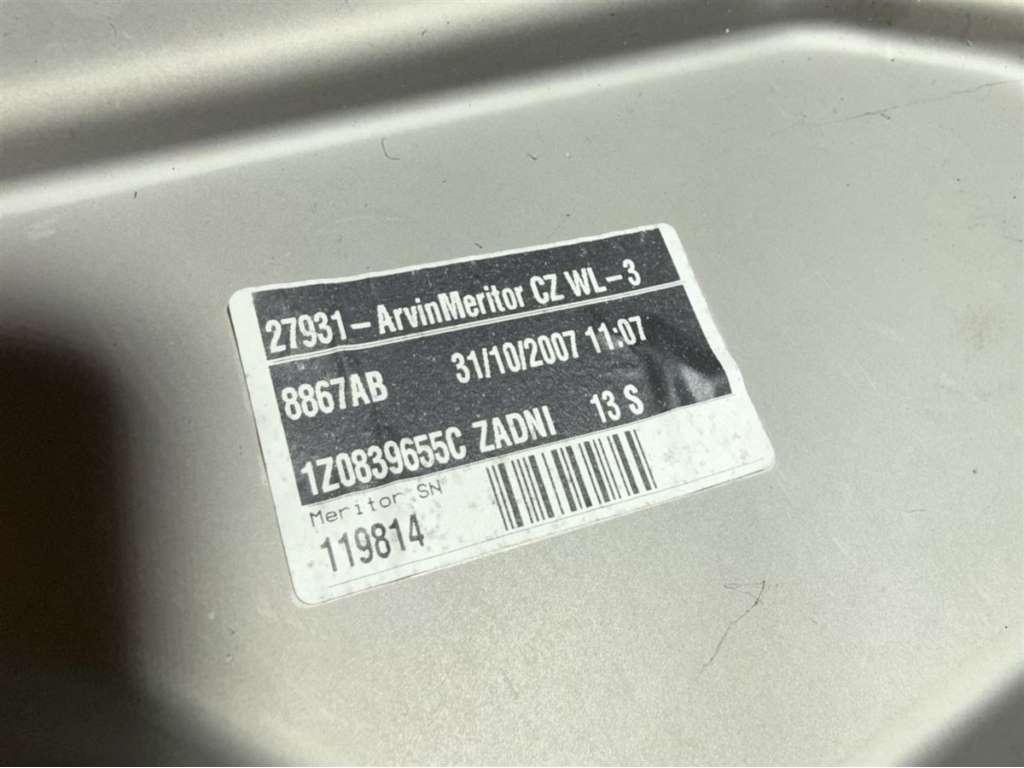 27931-ArvinMeritor CZ WL-3
8867AB 31/10/2007 11:07
1Z0839655C ZADNI 13 S
Meritor SN
119814